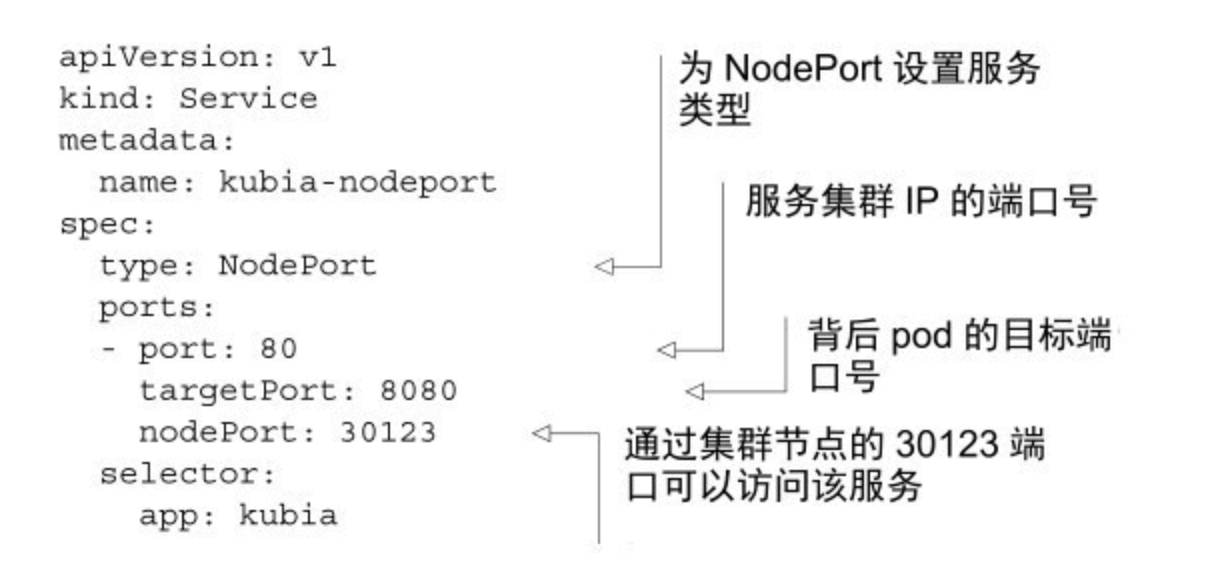 apiVersion: v1
kind: Service
metadata:
  name: kubia-nodeport
spec:
  type: NodePort
  ports:
  - port: 80
    targetPort: 8080
    nodePort: 30123
  selector:
    app: kubia
为 NodePort 设置服务
类型
服务集群 IP 的端口号
背后 pod 的目标端
口号
通过集群节点的 30123 端
口可以访问该服务